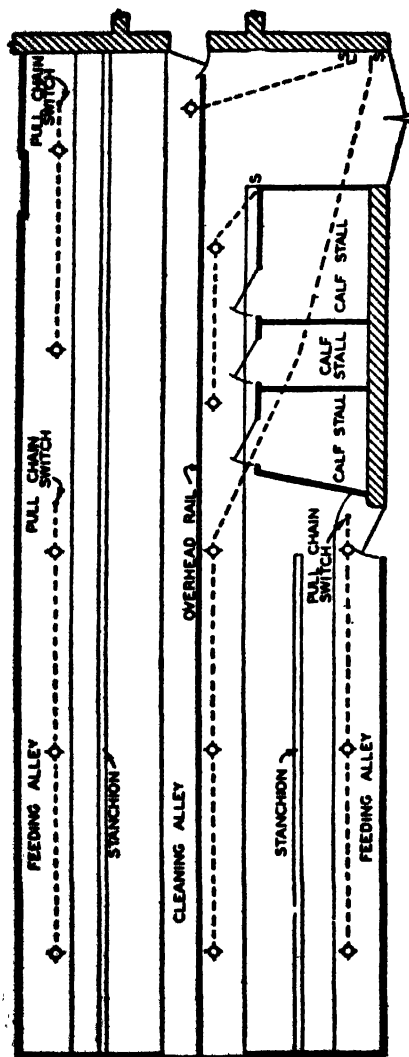 PULL CHAIN
SWITCH
PULL CHAIN
SWITCH
FEEDING ALLEY
STANCHION
OVERHEAD RAIL
CLEANING ALLEY
S
S
S
CALF STALL
CALF STALL
CALF STALL
PULL CHAIN
SWITCH
STANCHION
FEEDING ALLEY